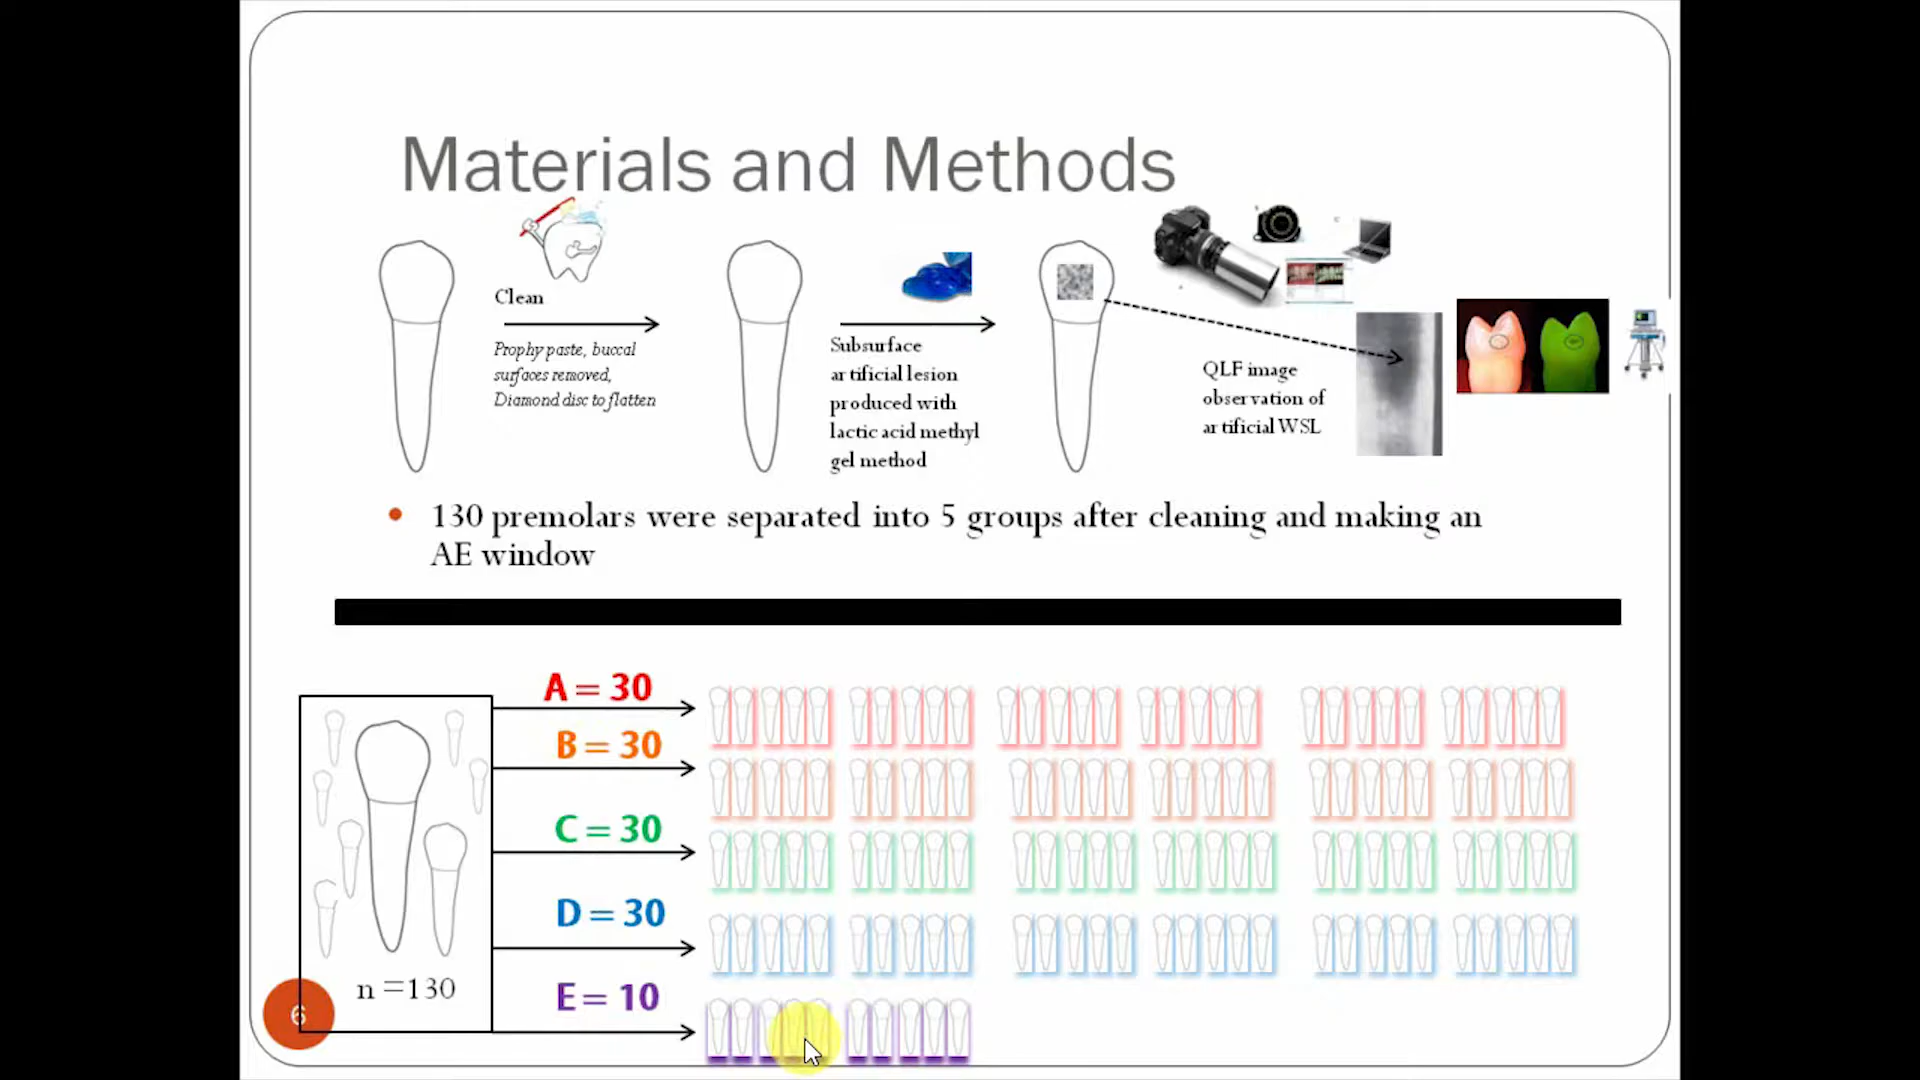 Materials and Methods
Clean
Prophy paste, buccal
surfaces removed,
Diamond disc to flatten
Subsurface
artificial lesion
produced with
lactic acid methyl
gel method
QLF image
observation of
artificial WSL
130 premolars were separated into 5 groups after cleaning and making an
AE window
A = 30
B = 30
C = 30
D = 30
E = 10
n =130
6